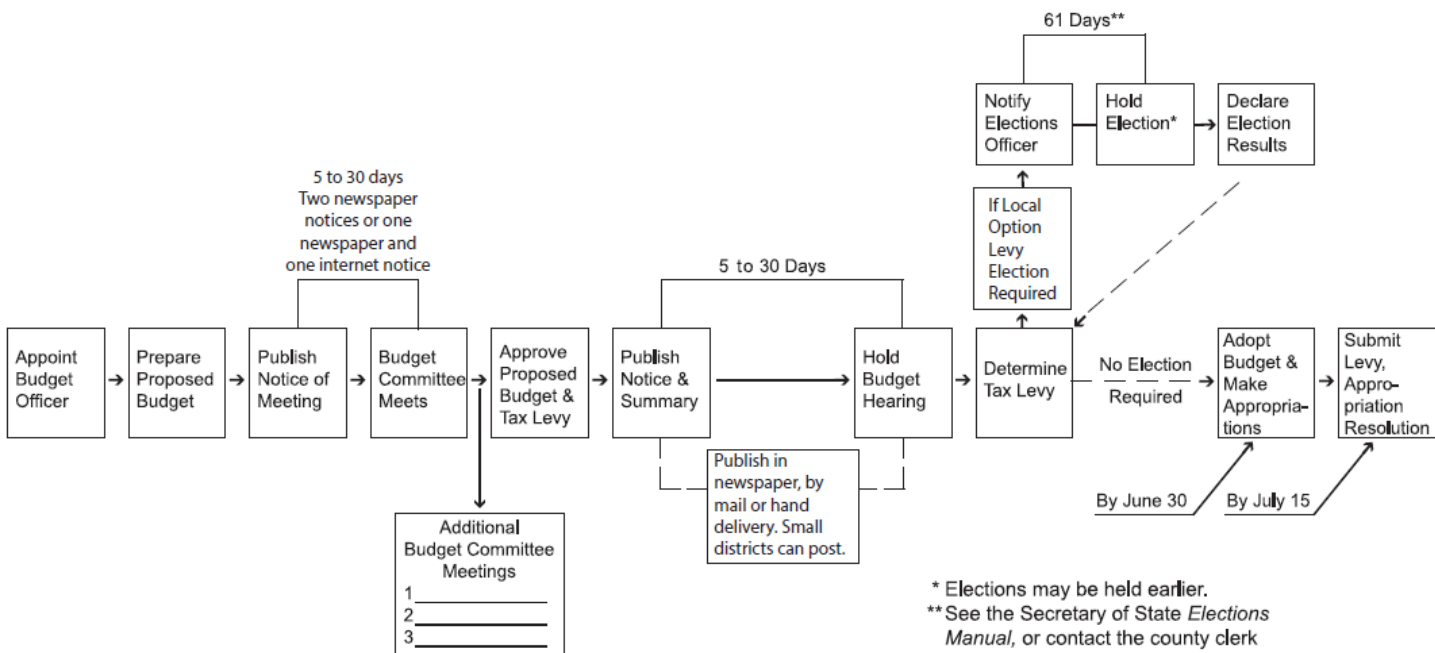 61 Days**
Notify
Elections
Officer
Hold
Election*
Declare
Election
Results
5 to 30 days
Two newspaper
notices or one
newspaper and
one internet notice
If Local
Option
Levy
Election
Required
5 to 30 Days
Appoint
Budget
Officer
Prepare
Proposed
Budget
Publish
Notice of
Meeting
Budget
Committee
Meets
Approve
Proposed
Budget &
Tax Levy
Publish
Notice &
Summary
Hold
Budget
Hearing
Determine
Tax Levy
No Election
Required
Adopt
Budget &
Make
Appropria-
tions
Submit
Levy,
Appro-
priation
Resolution
Publish in
newspaper, by
mail or hand
delivery. Small
districts can post.
By June 30
By July 15
Additional
Budget Committee
Meetings
1
2
3
* Elections may be held earlier.
** See the Secretary of State Elections
Manual, or contact the county clerk